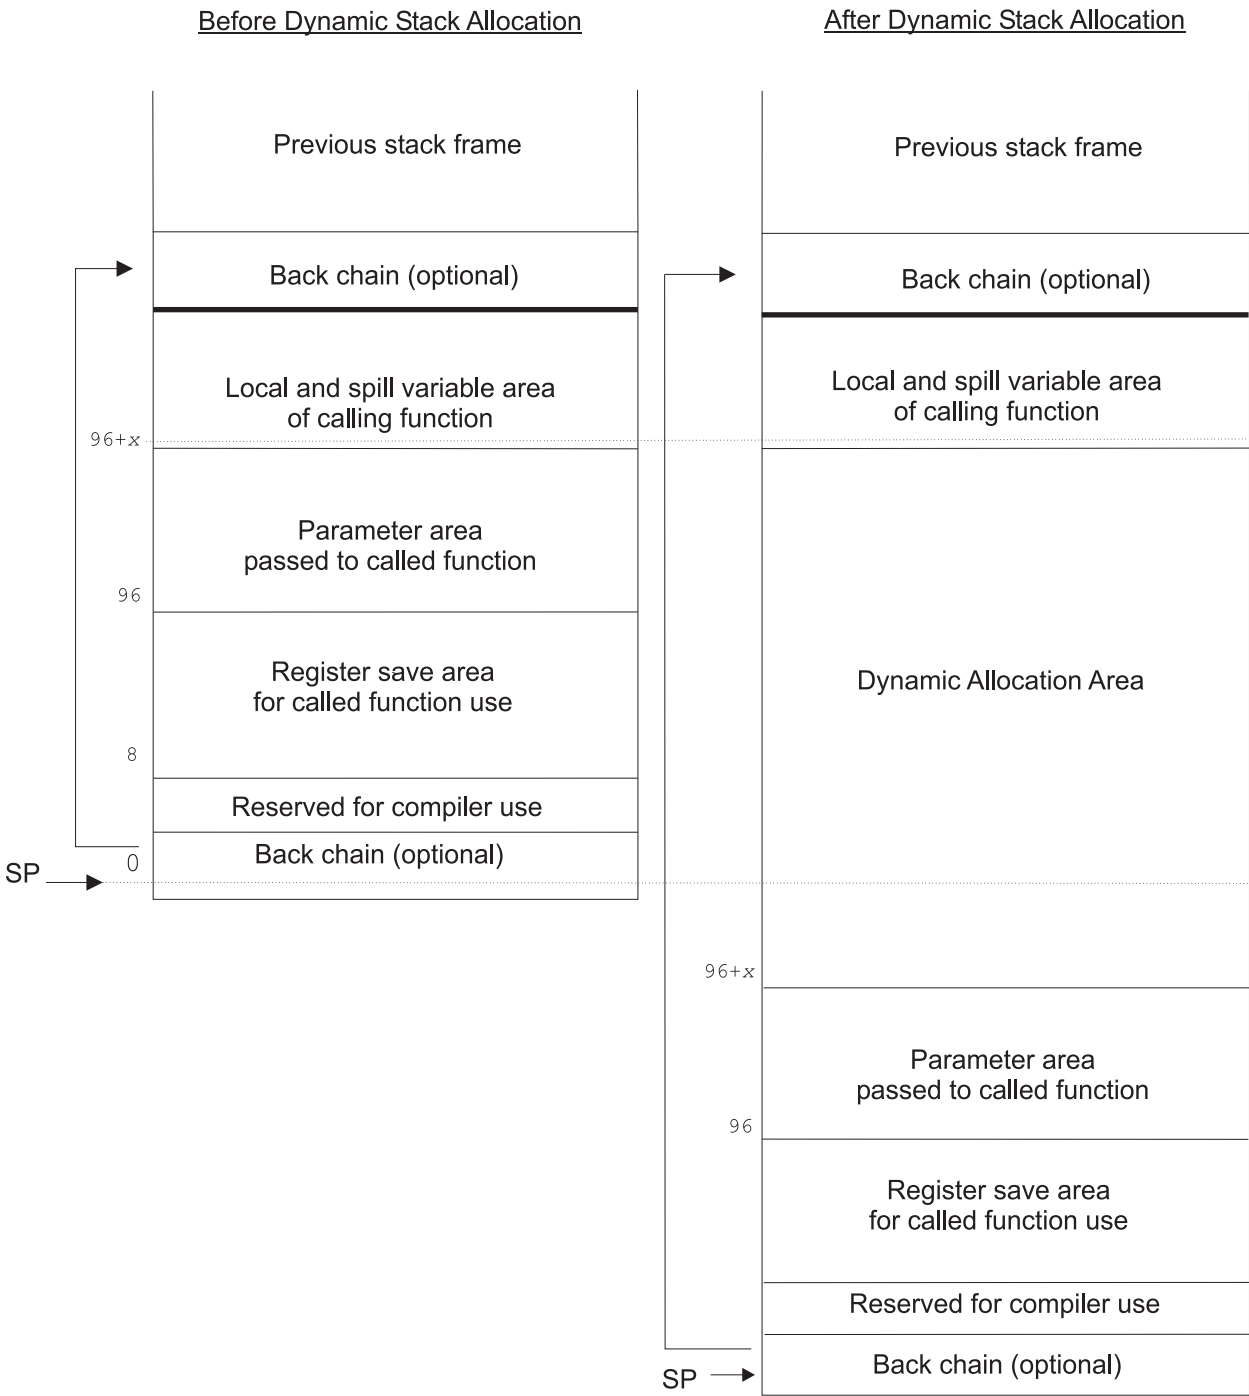 Before Dynamic Stack Allocation
Previous stack frame
Back chain (optional)
Local and spill variable area
of calling function
96+x
Parameter area
passed to called function
96
Register save area
for called function use
8
Reserved for compiler use
Back chain (optional)
0
SP
After Dynamic Stack Allocation
Previous stack frame
Back chain (optional)
Local and spill variable area
of calling function
Dynamic Allocation Area
96+x
Parameter area
passed to called function
96
Register save area
for called function use
Reserved for compiler use
Back chain (optional)
SP